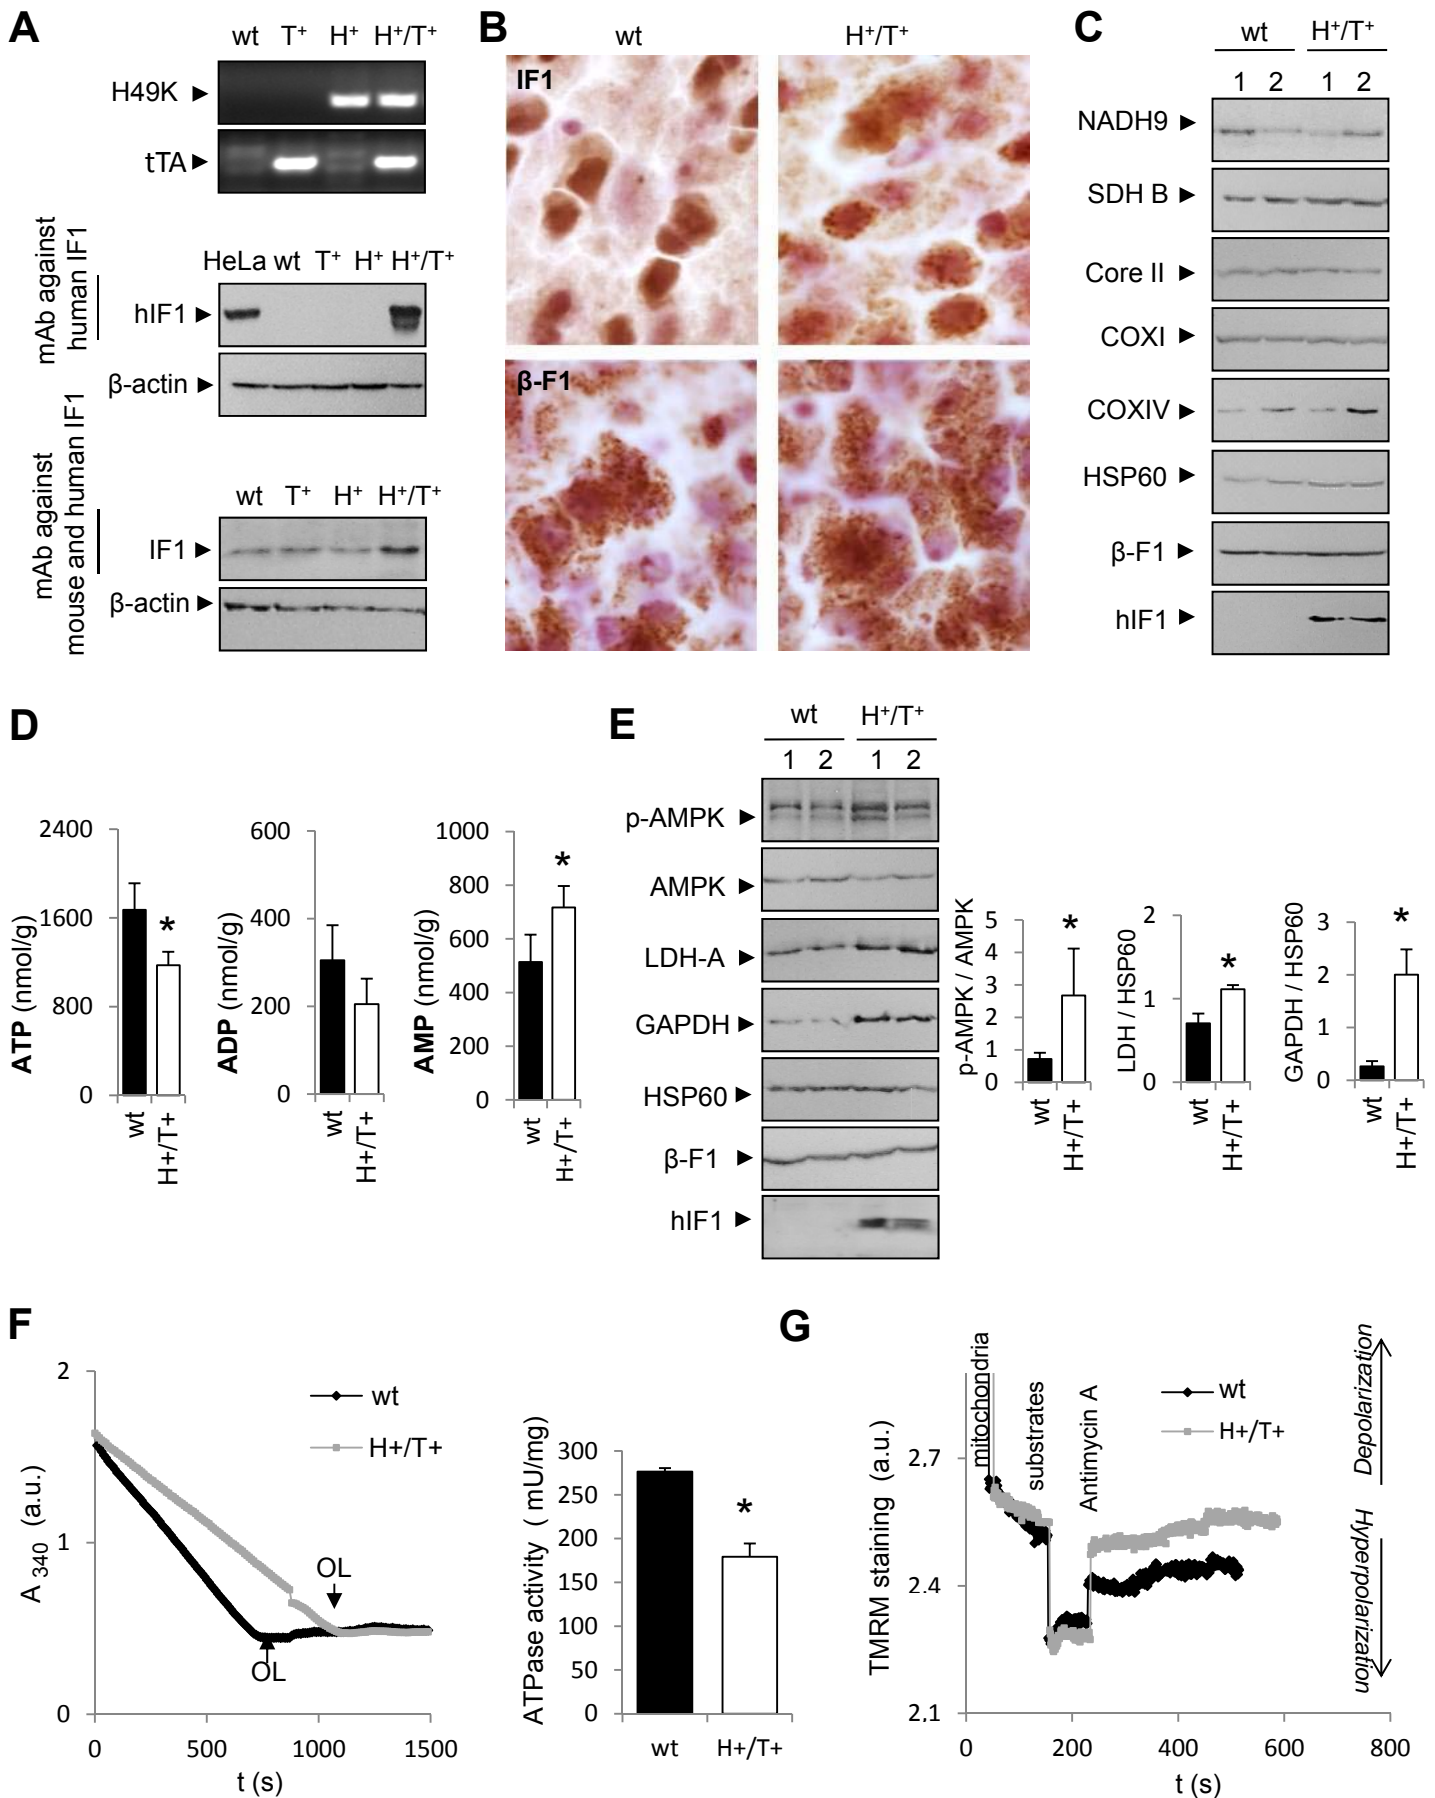 A
wt T+ H+ H+/T+
H49K
tTA
mAb against
human IF1
HeLa wt T+ H+ H+/T+
hIF1
β-actin
mAb against
mouse and human IF1
wt T+ H+ H+/T+
IF1
β-actin
B
wt H+/T+
IF1
β-F1
C
wt H+/T+
1 2 1 2
NADH9
SDH B
Core II
COXI
COXIV
HSP60
β-F1
hIF1
D
ATP (nmol/g)
2400
1600
800
0
*
wt H+/T+
ADP (nmol/g)
600
400
200
0
wt H+/T+
AMP (nmol/g)
1000
800
600
400
200
0
*
wt H+/T+
E
wt H+/T+
1 2 1 2
p-AMPK
AMPK
LDH-A
GAPDH
HSP60
β-F1
hIF1
p-AMPK / AMPK
5
4
3
2
1
0
*
wt H+/T+
LDH / HSP60
2
1
0
*
wt H+/T+
GAPDH / HSP60
3
2
1
0
*
wt H+/T+
F
A 340 (a.u.)
2
1
0
wt
H+/T+
OL
OL
0 500 1000 1500
t (s)
ATPase activity ( mU/mg)
300
250
200
150
100
50
0
*
wt H+/T+
G
TMRM staining (a.u.)
2,7
2.4
2,1
mitochondria
substrates
Antimycin A
wt
H+/T+
Depolarization
Hyperpolarization
0 200 400 600 800
t (s)